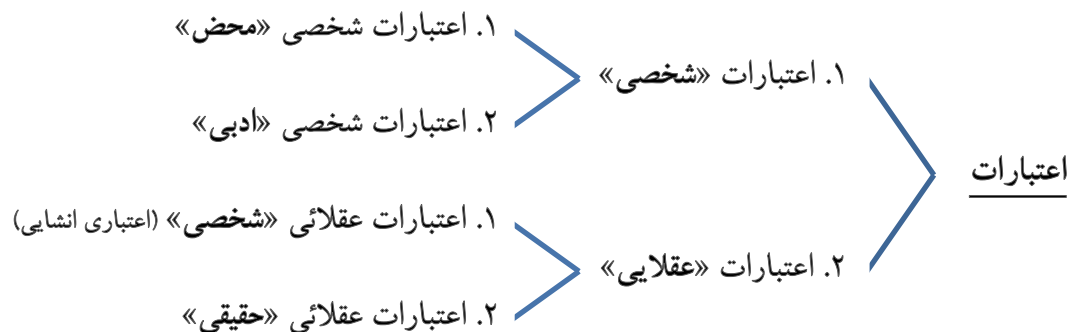 اعتبارات
۱. اعتبارات «شخصی»
۱. اعتبارات شخصی «محض»
۲. اعتبارات شخصی «ادبی»
۲. اعتبارات «عقلایی»
۱. اعتبارات عقلائی «شخصی» (اعتباری انشایی)
۲. اعتبارات عقلائی «حقیقی»